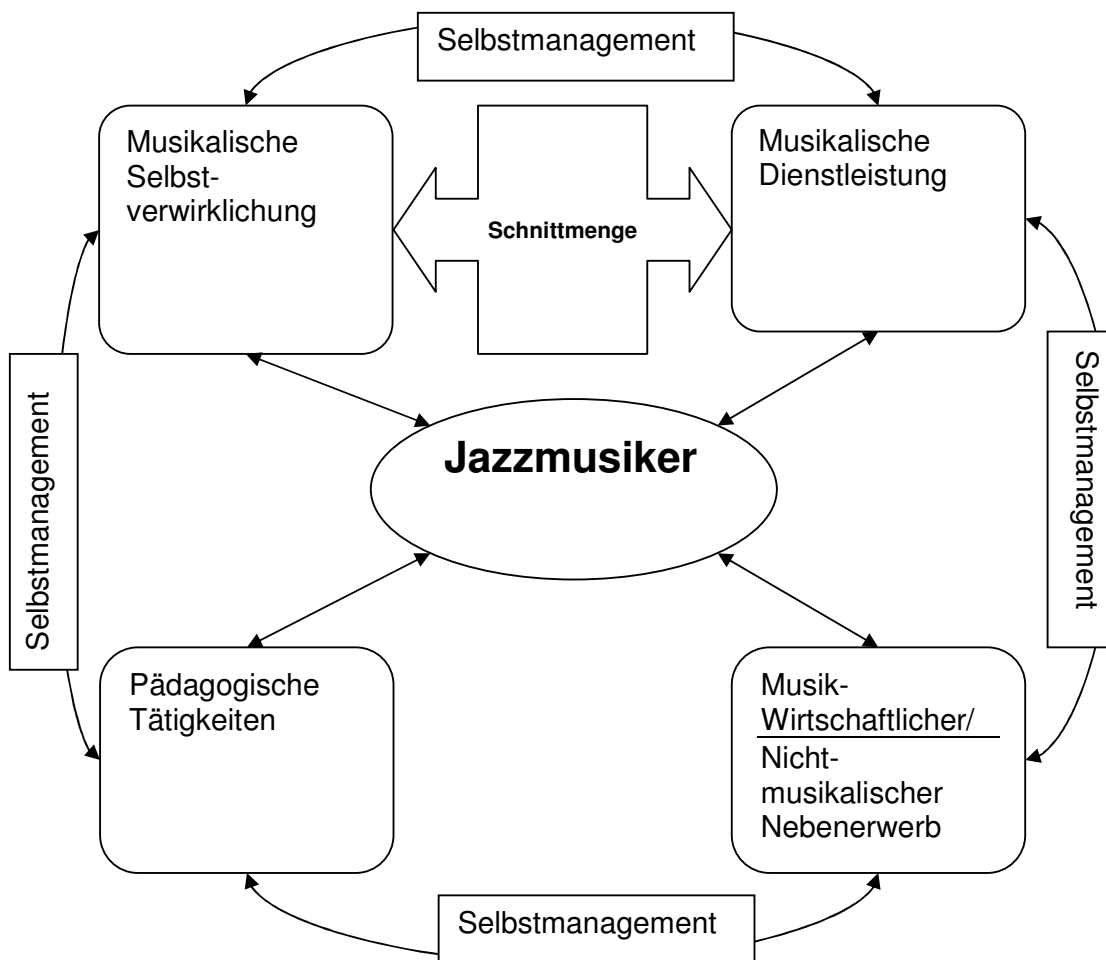 Selbstmanagement
Musikalische
Selbst-
verwirklichung
Schnittmenge
Musikalische
Dienstleistung
Selbstmanagement
Jazzmusiker
Selbstmanagement
Pädagogische
Tätigkeiten
Musik-
Wirtschaftlicher/
Nicht-
musikalischer
Nebenerwerb
Selbstmanagement